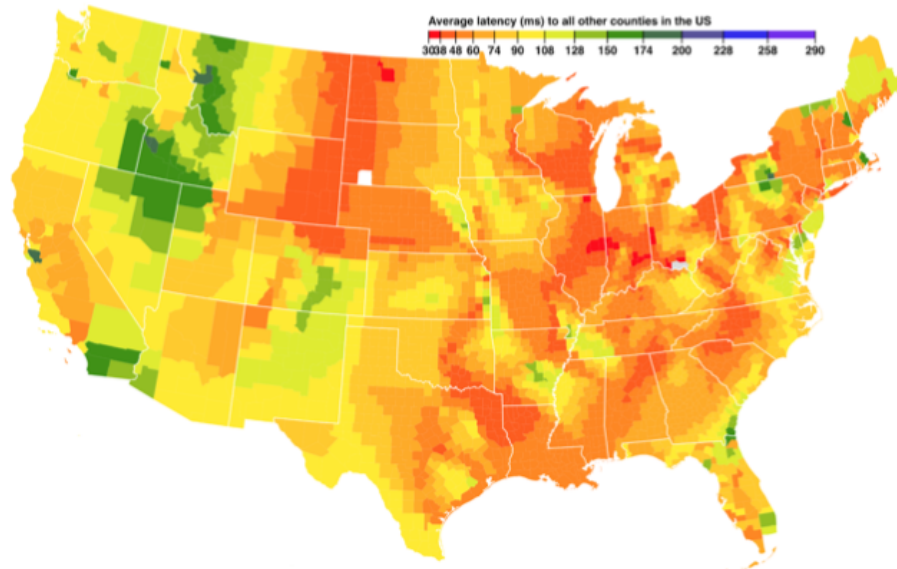 Average latency (ms) to all other counties in the US
30 38 48 60 74 90 108 128 150 174 200 228 258 290